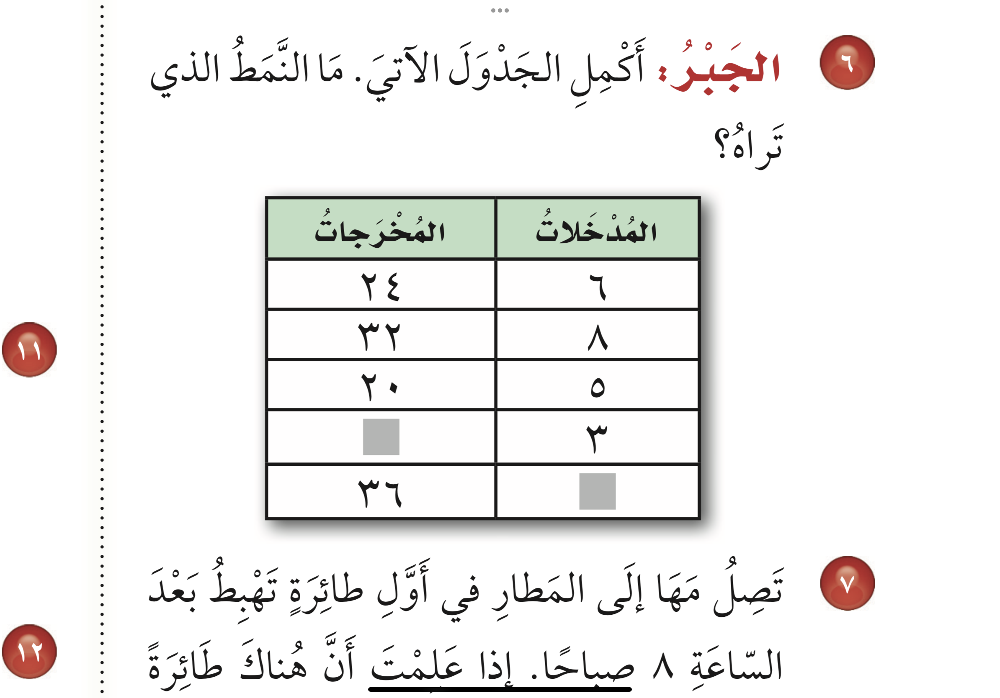 ٦ الجَبْرُ: أَكْمِلِ الجَدْوَلَ الآتيَ. مَا النَّمَطُ الذي
تَراهُ؟
المُدْخَلاتُ المُخْرَجاتُ
٦ ٢٤
٨ ٣٢
٥ ٢٠
٣
٣٦
٧ تَصِلُ مَهَا إلَى المَطارِ في أَوَّلِ طائِرَةٍ تَهْبِطُ بَعْدَ
السّاعَةِ ٨ صباحًا. إذا عَلِمْتَ أَنَّ هُناكَ طَائِرَةً
١١
١٢